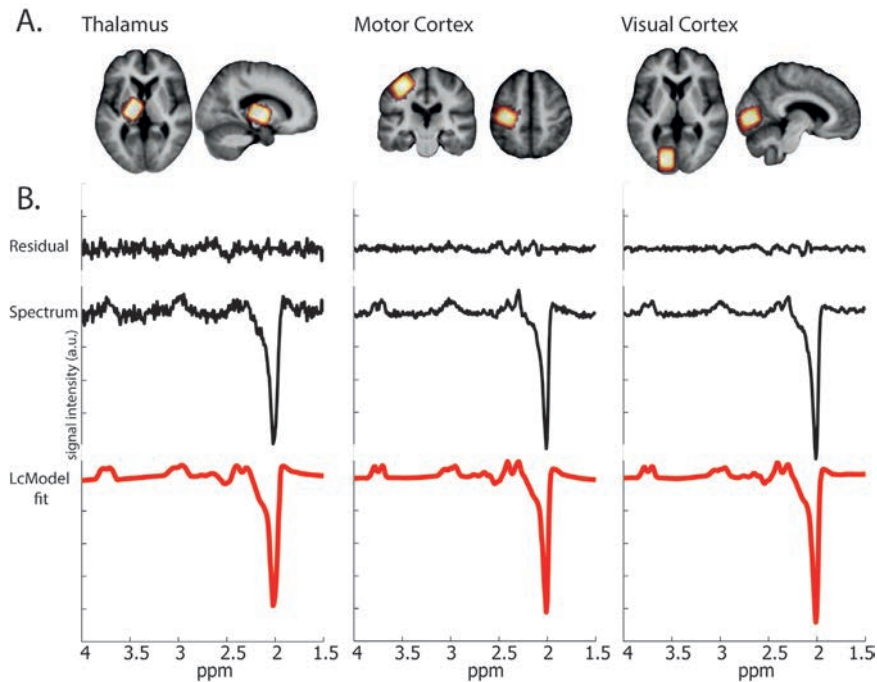 A.
Thalamus
Motor Cortex
Visual Cortex
B.
Residual
Spectrum
signal intensity (a.u.)
LcModel
fit
4 3.5 3 2.5 2 1.5
4 3.5 3 2.5 2 1.5
4 3.5 3 2.5 2 1.5
ppm
ppm
ppm